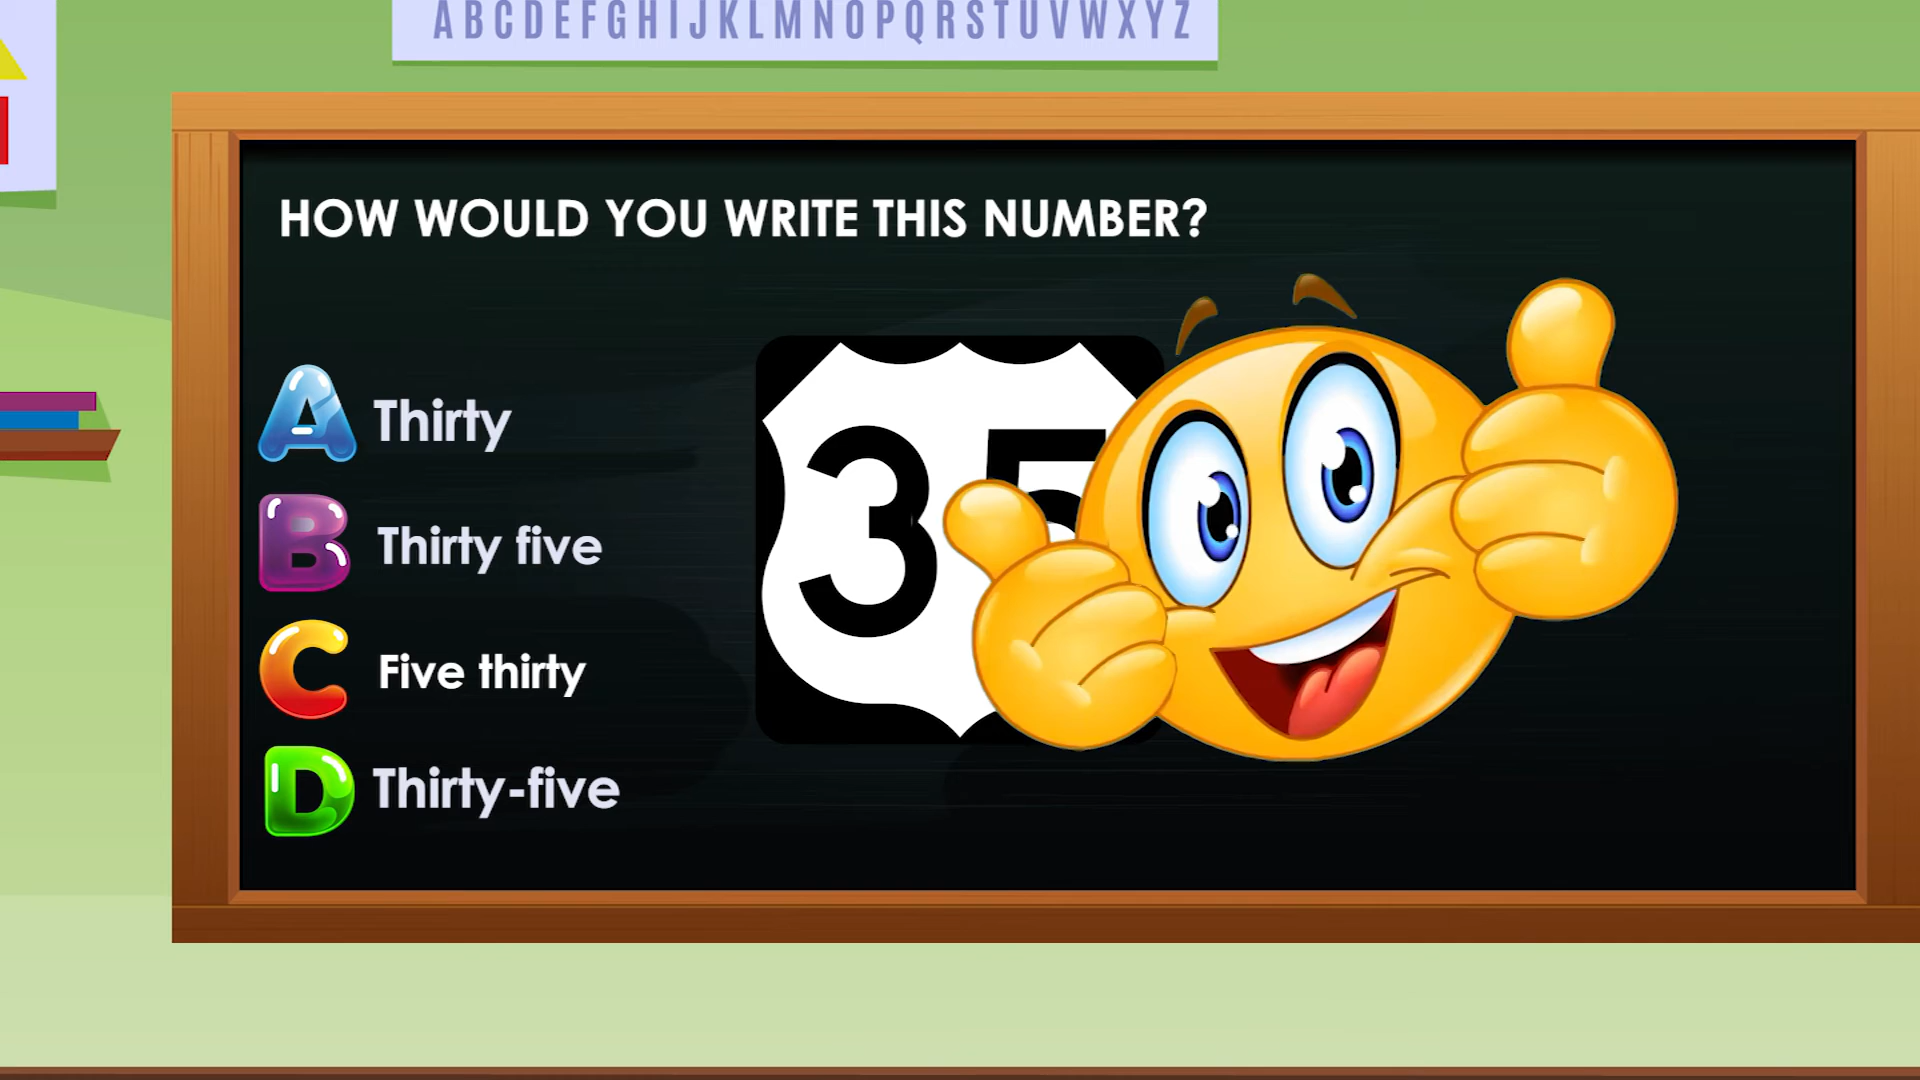 ABCDEFGHIJKLMNOPQRSTUVWXYZ
HOW WOULD YOU WRITE THIS NUMBER?
A Thirty
B Thirty five
C Five thirty
D Thirty-five
35